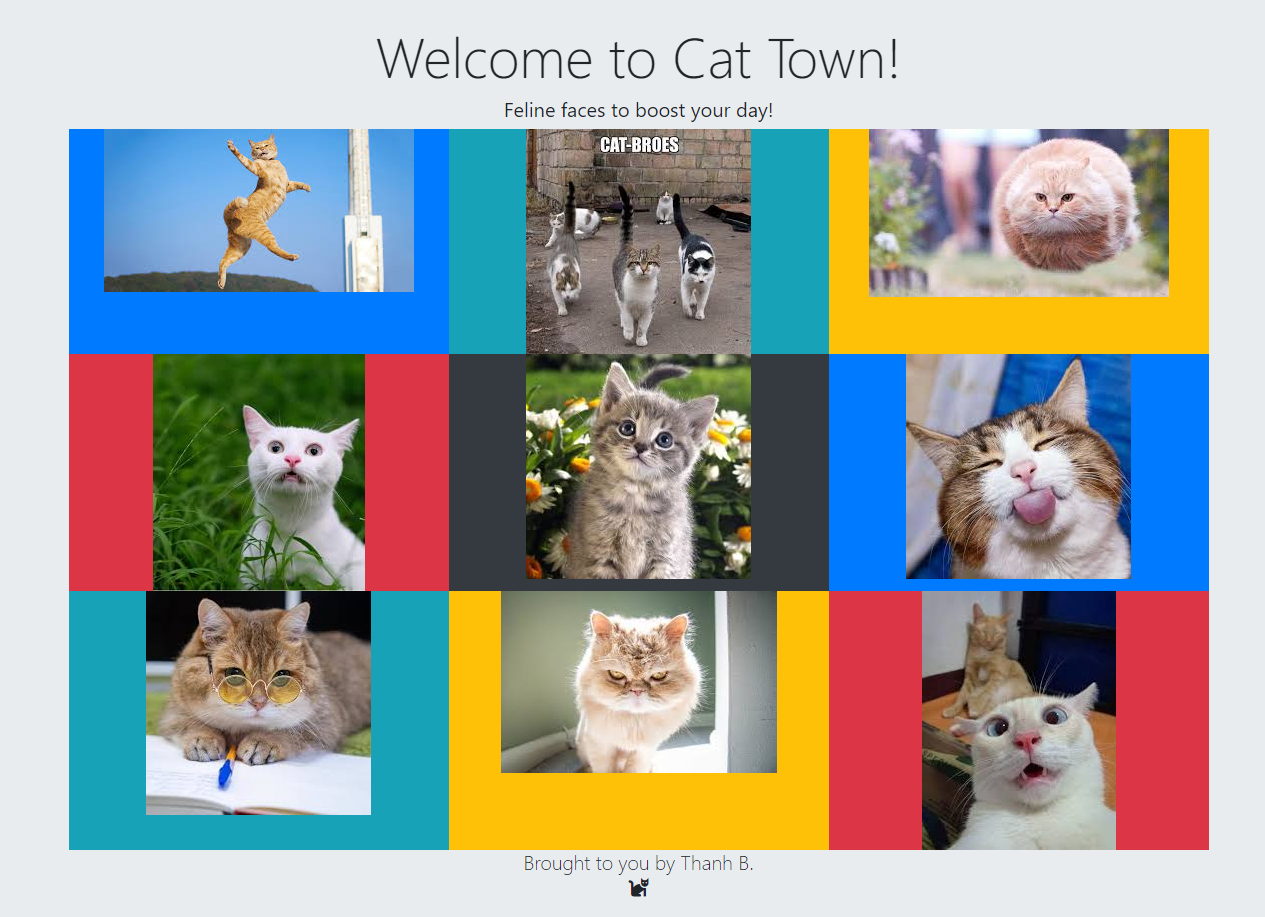 Welcome to Cat Town!
Feline faces to boost your day!
CAT-BROES
Brought to you by Thanh B.